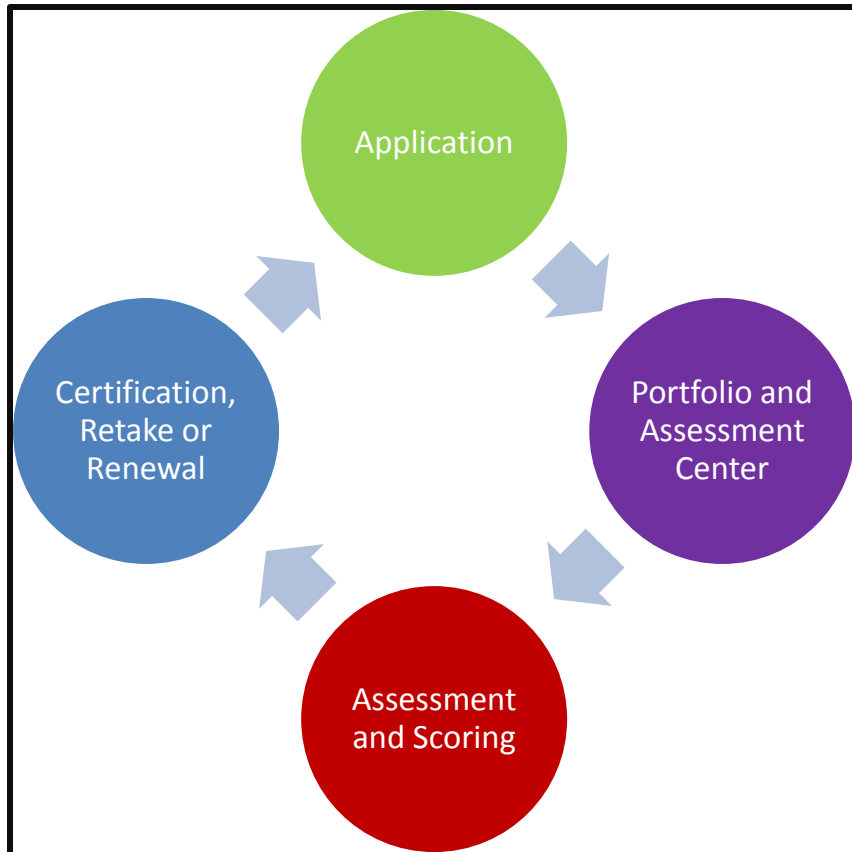 Application
Portfolio and
Assessment
Center
Assessment
and Scoring
Certification,
Retake or
Renewal